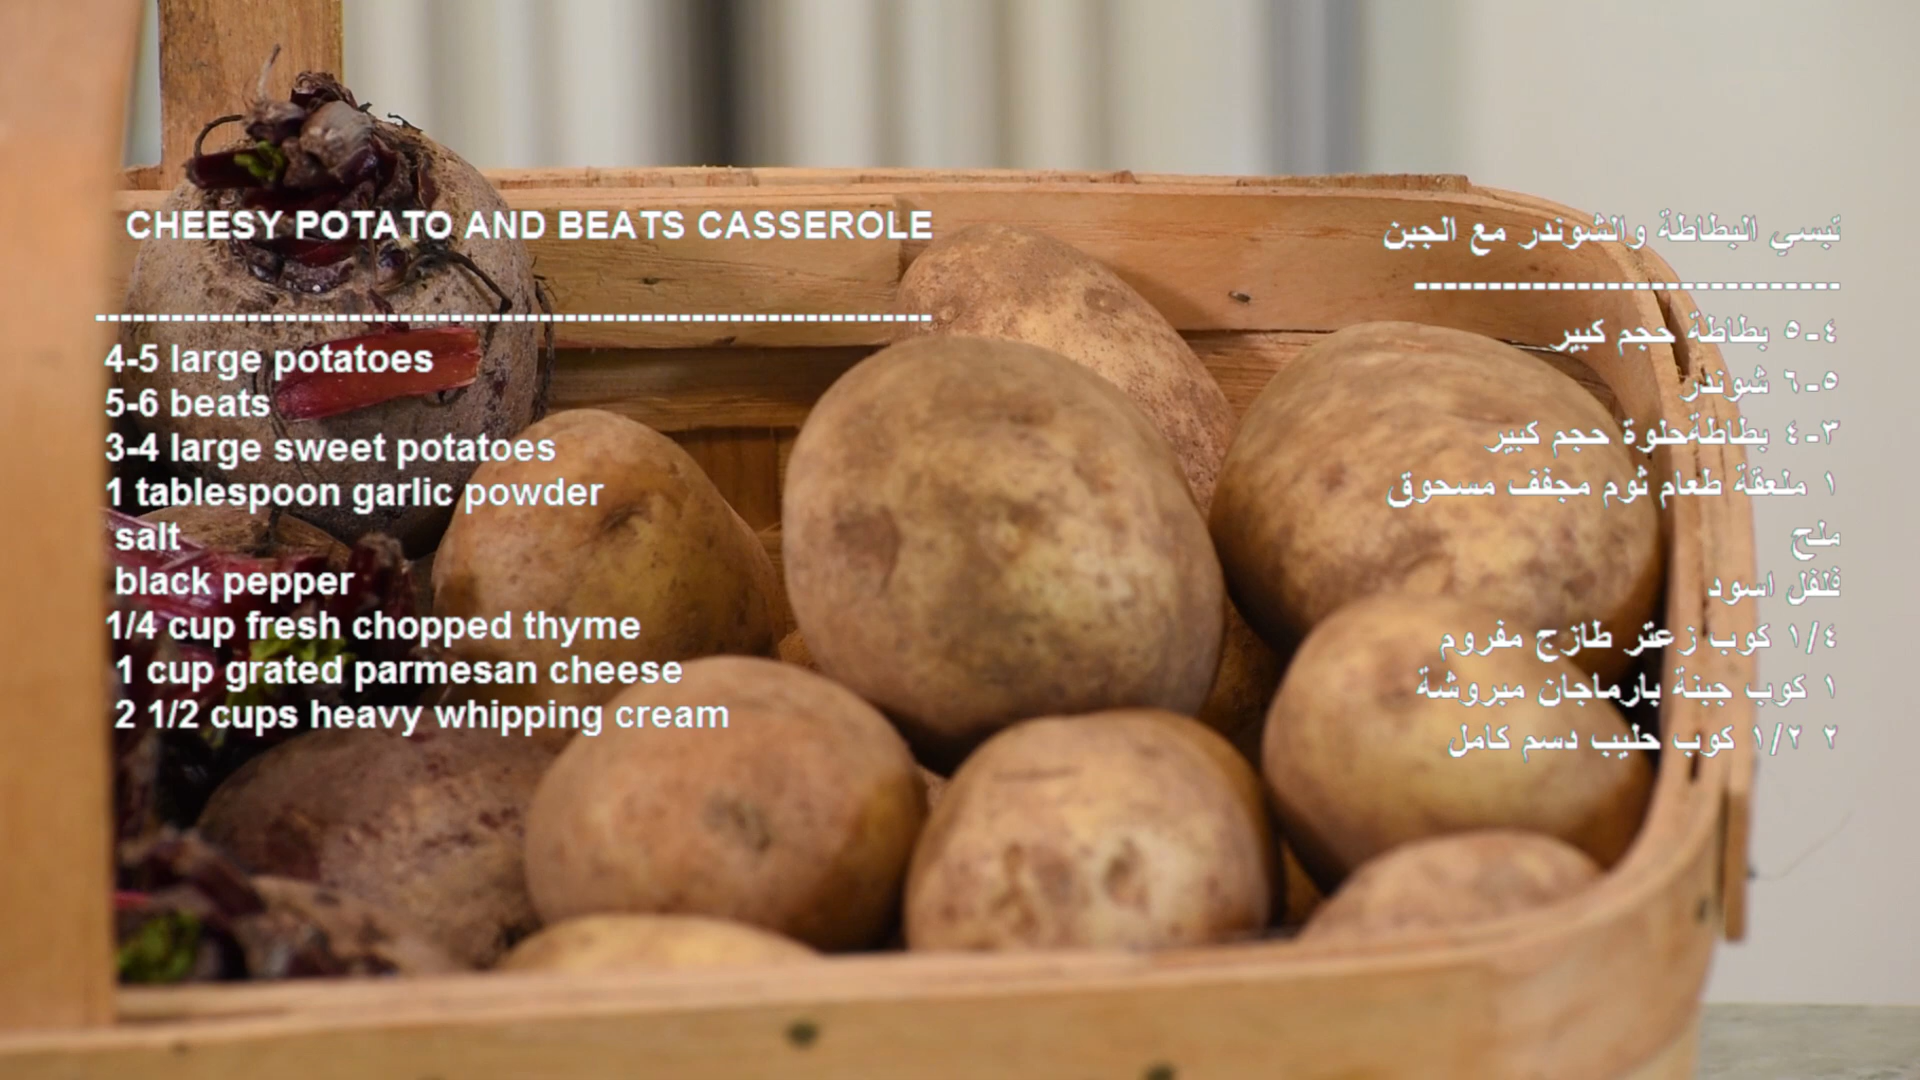 CHEESY POTATO AND BEATS CASSEROLE
--------------------------------------------------------------------
4-5 large potatoes
5-6 beats
3-4 large sweet potatoes
1 tablespoon garlic powder
salt
black pepper
1/4 cup fresh chopped thyme
1 cup grated parmesan cheese
2 1/2 cups heavy whipping cream
تبسي البطاطة والشوندر مع الجبن
-----------------------------
٤-٥ بطاطة حجم كبير
٥-٦ شوندر
٣-٤ بطاطةحلوة حجم كبير
١ ملعقة طعام ثوم مجفف مسحوق
ملح
فلفل اسود
١/٤ كوب زعتر طازج مفروم
١ كوب جبنة بارماجان مبروشة
٢ ١/٢ كوب حليب دسم كامل